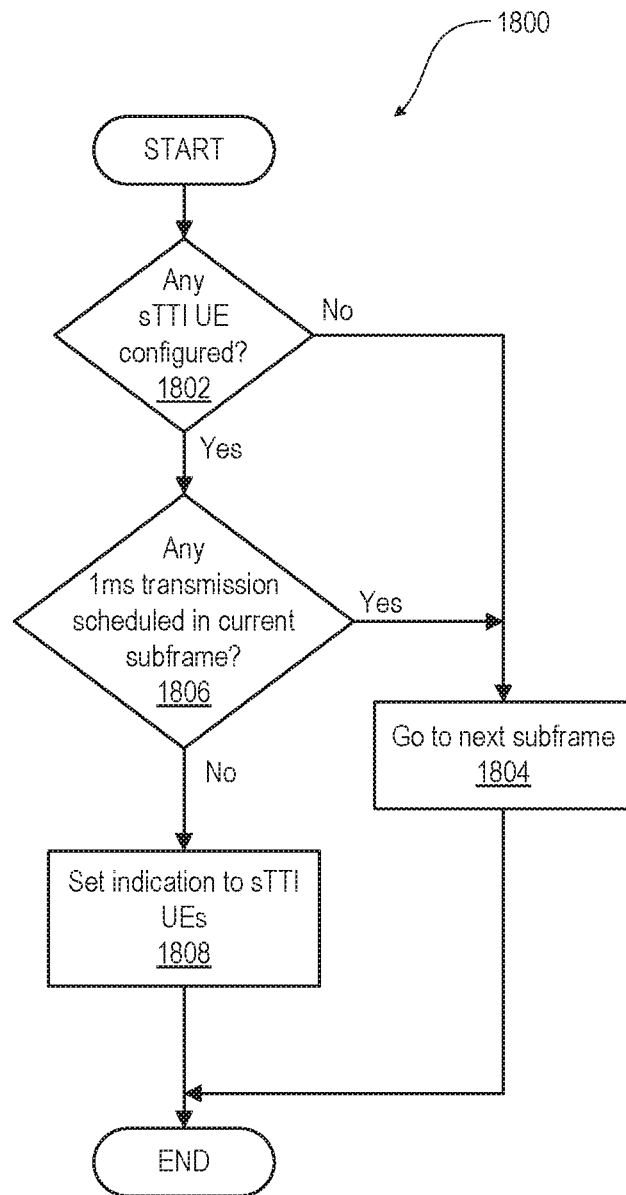 1800
START
Any
sTTI UE
configured?
1802
No
Yes
Any
1ms transmission
scheduled in current
subframe?
1806
Yes
Go to next subframe
1804
No
Set indication to sTTI
UEs
1808
END